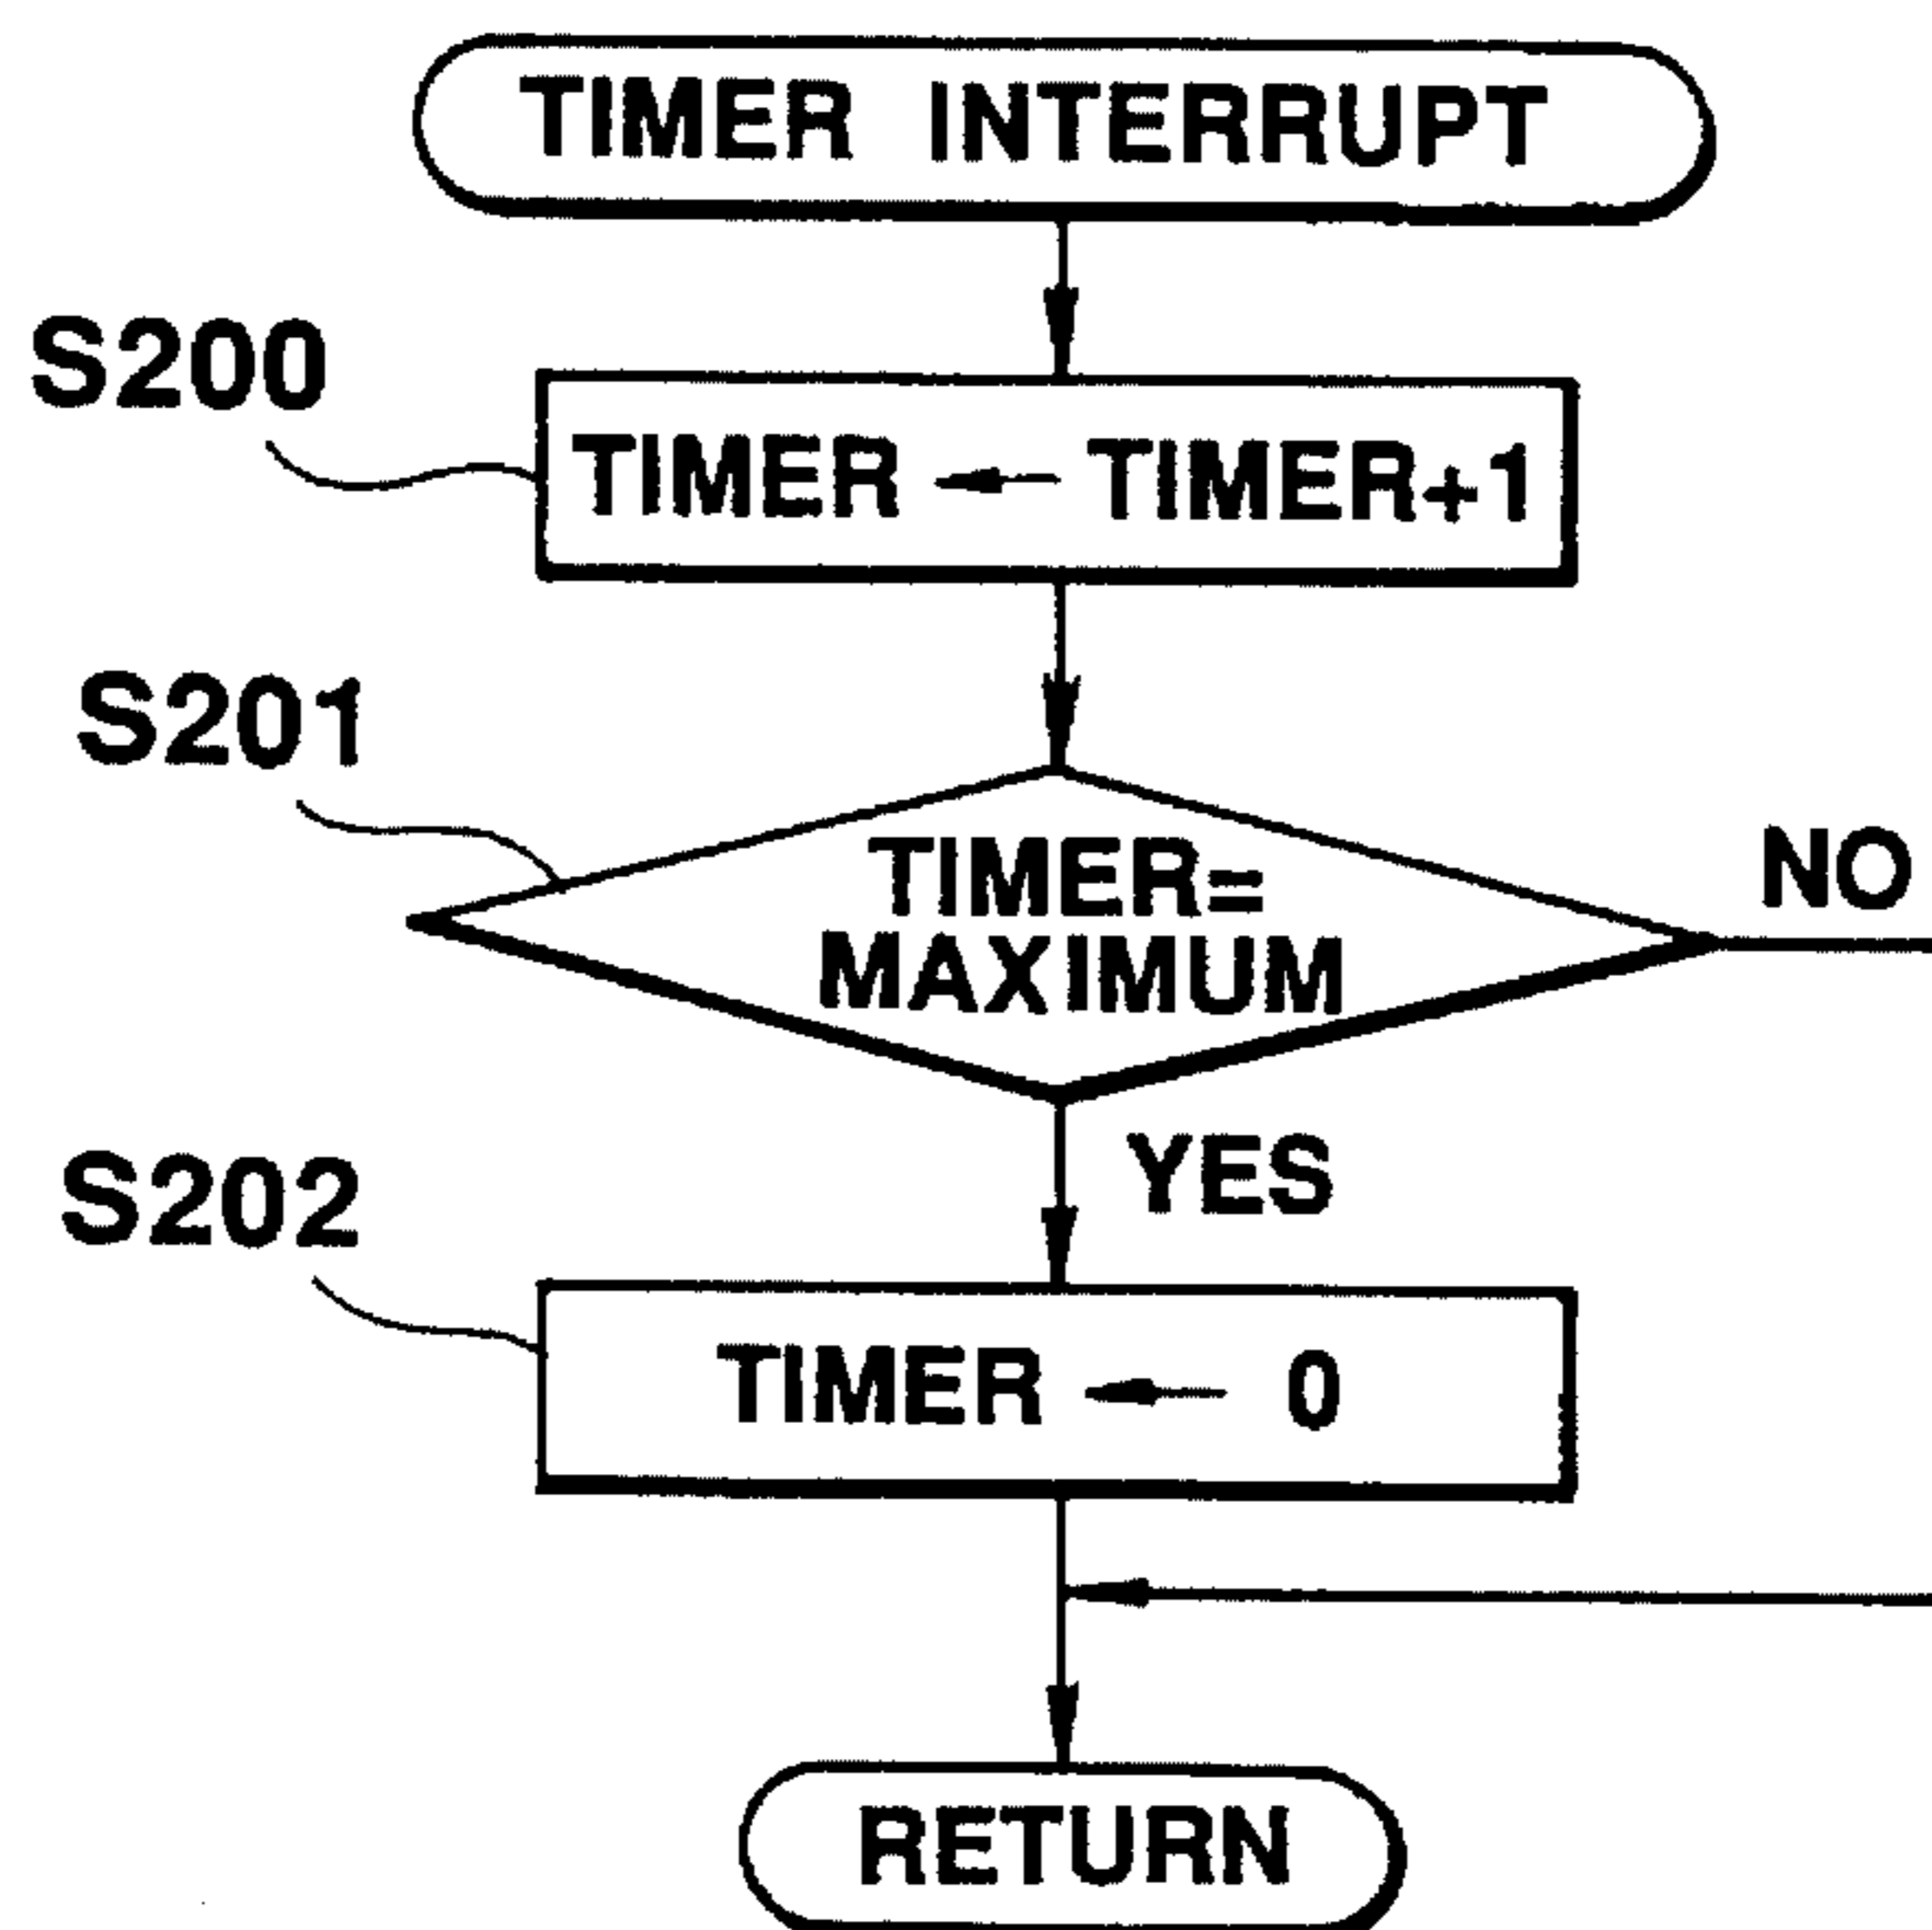 TIMER INTERRUPT
S200
TIMER ← TIMER+1
S201
TIMER=
MAXIMUM
NO
YES
S202
TIMER ← 0
RETURN